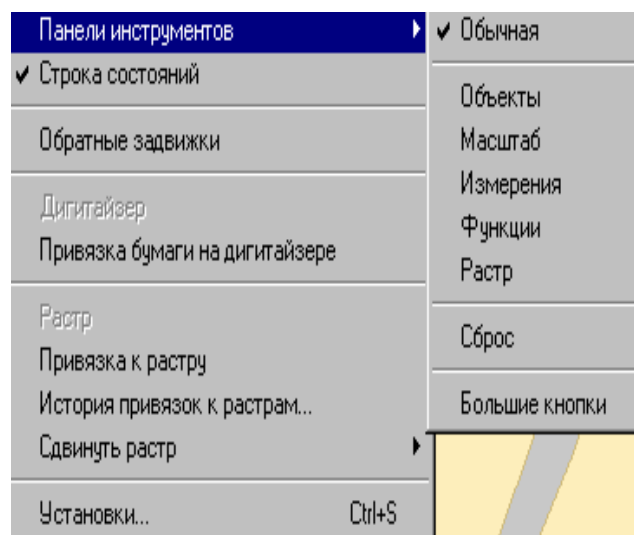 Панели инструментов
Строка состояний
Обратные задвижки
Дигитайзер
Привязка бумаги на дигитайзере
Растр
Привязка к растру
История привязок к растрам...
Сдвинуть растр
Установки... Ctrl+S
Обычная
Объекты
Масштаб
Измерения
Функции
Растр
Сброс
Большие кнопки